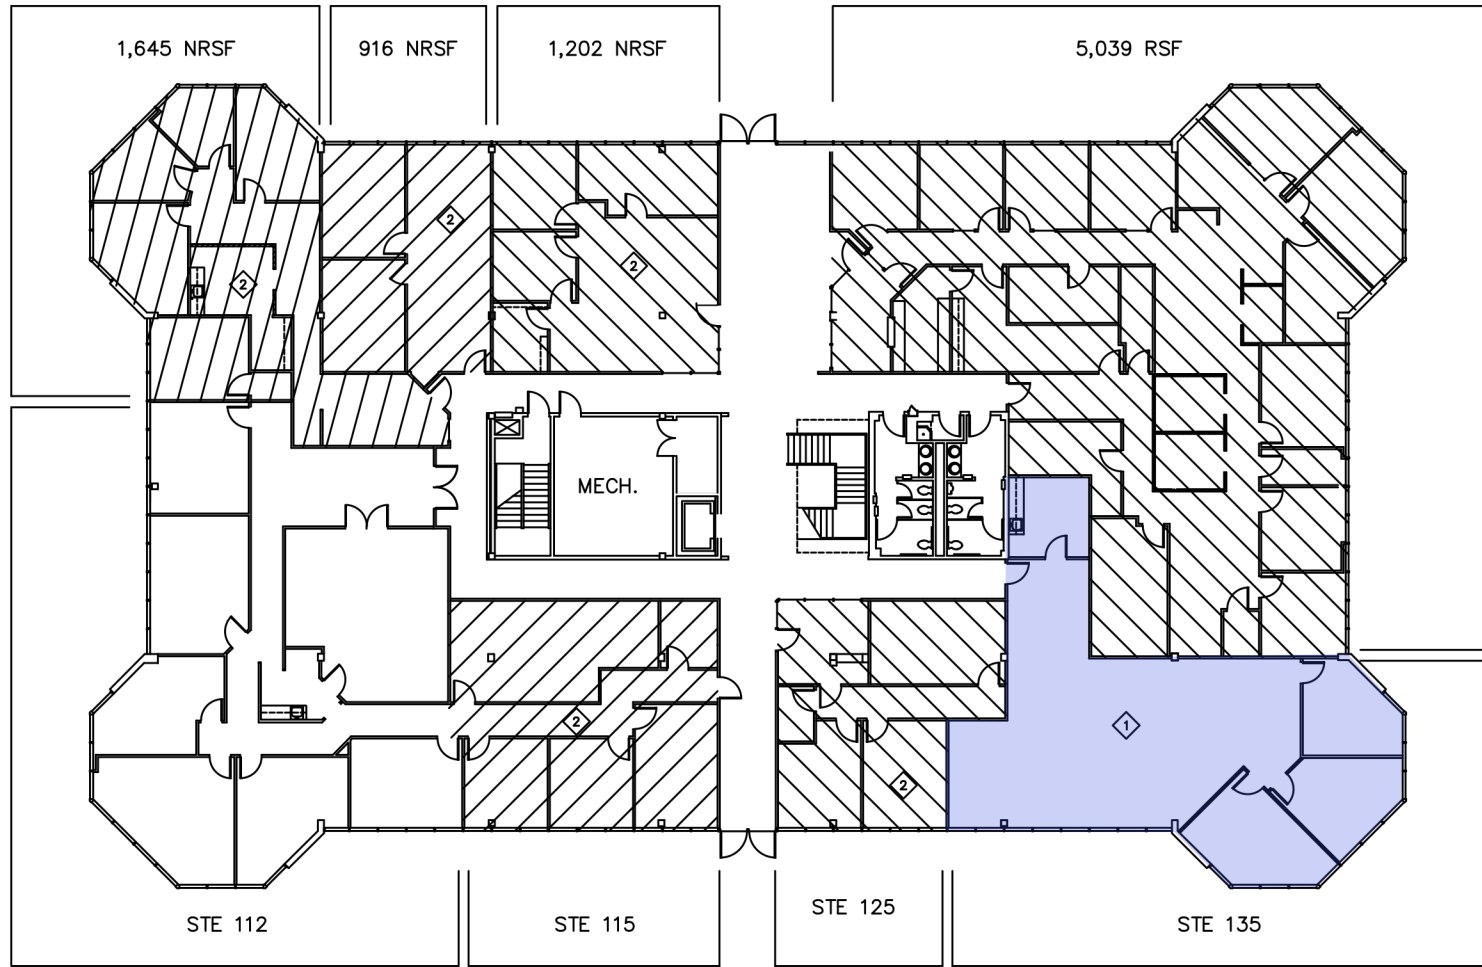 1,645 NRSF
916 NRSF
1,202 NRSF
5,039 RSF
2
2
2
MECH.
2
1
2
STE 112
STE 115
STE 125
STE 135